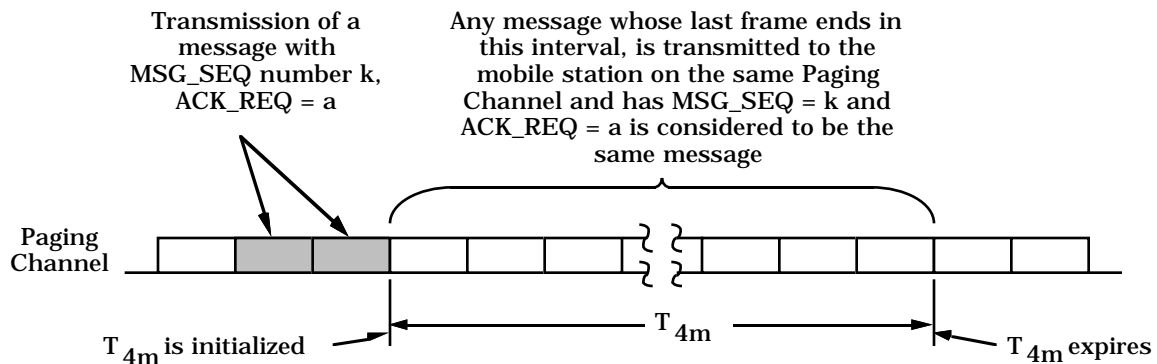 Transmission of a
message with
MSG_SEQ number k,
ACK_REQ = a
Any message whose last frame ends in
this interval, is transmitted to the
mobile station on the same Paging
Channel and has MSG_SEQ = k and
ACK_REQ = a is considered to be the
same message
Paging
Channel
T4m is initialized
T4m
T4m expires